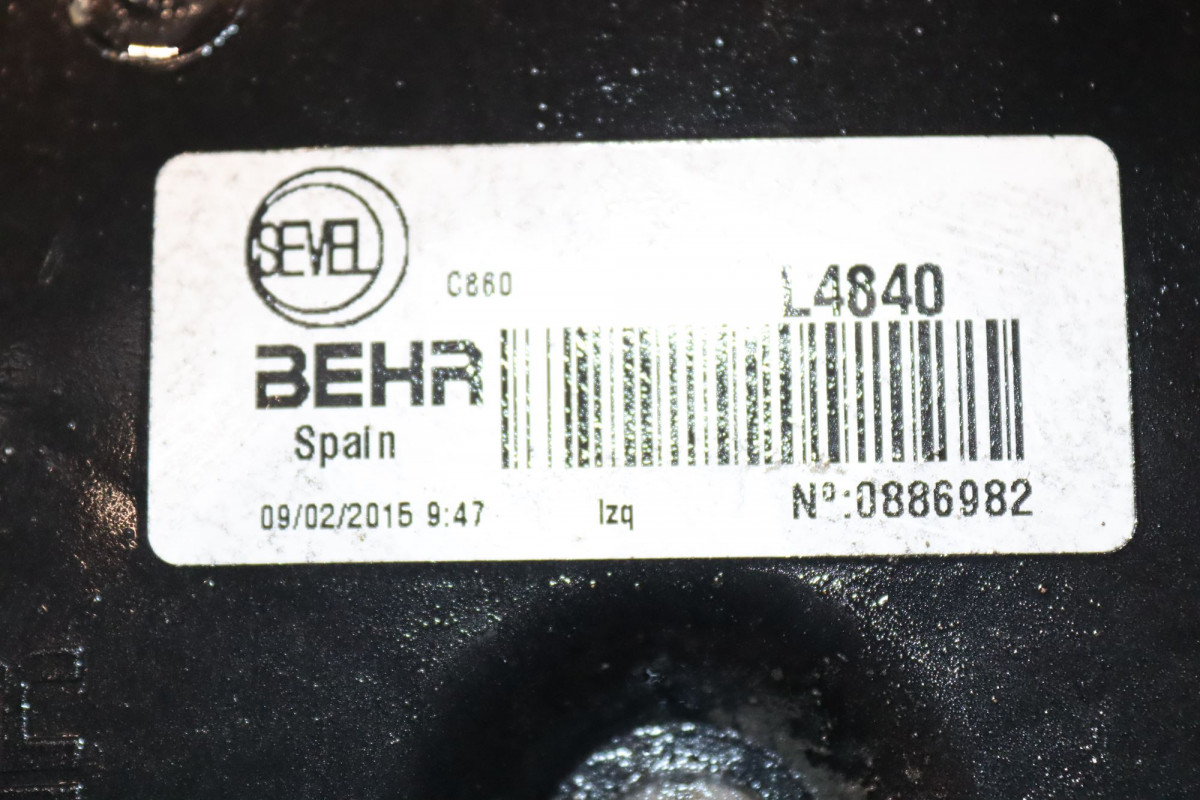 SEVEL
C860
L4840
BEHR
Spain
09/02/2015 9:47
Izq
Nº:0886982